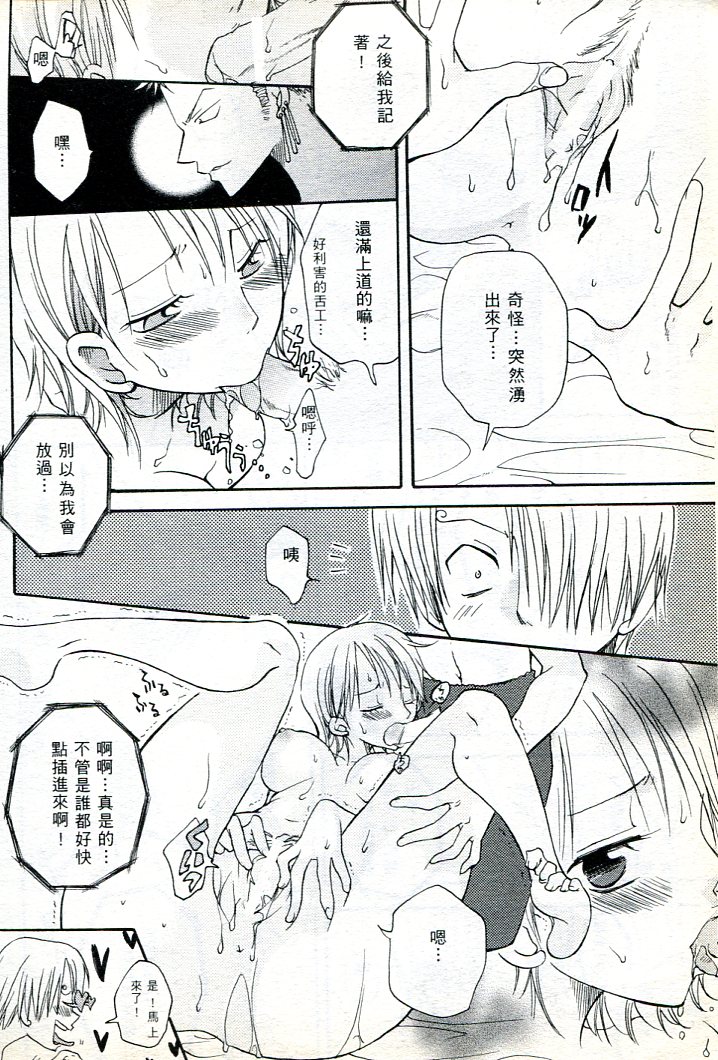 之後給我記
著！
奇怪…突然湧
出來了…
嗯
嘿…
還滿上道的嘛…
好利害的舌工…
嗯呼…
別以為我會
放過…
咦
啊啊…真是的…
不管是誰都好快
點插進來啊！
嗯…
是！馬上
來了！